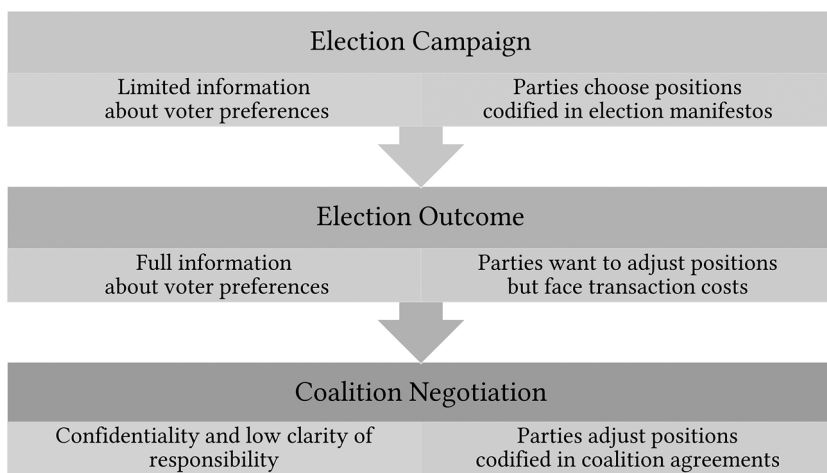 Election Campaign
Limited information
about voter preferences
Parties choose positions
codified in election manifestos
Election Outcome
Full information
about voter preferences
Parties want to adjust positions
but face transaction costs
Coalition Negotiation
Confidentiality and low clarity of
responsibility
Parties adjust positions
codified in coalition agreements